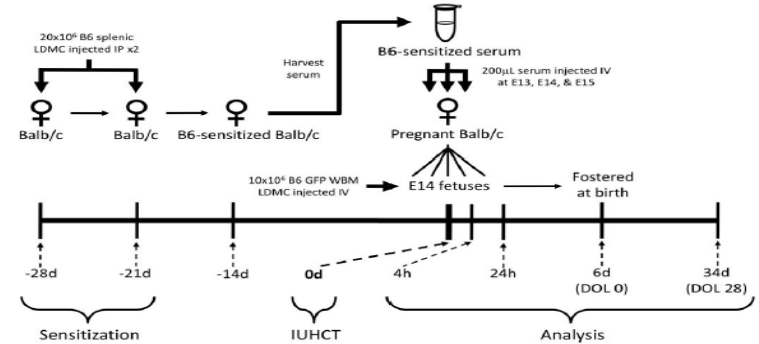 20x10⁶ B6 splenic
LDMC injected IP x2
Harvest
serum
B6-sensitized serum
200µL serum injected IV
at E13, E14, & E15
Balb/c
Balb/c
B6-sensitized Balb/c
Pregnant Balb/c
10x10⁶ B6 GFP WBM
LDMC injected IV
E14 fetuses
Fostered
at birth
-28d
-21d
-14d
0d
4h
24h
6d
(DOL 0)
34d
(DOL 28)
Sensitization
IUHCT
Analysis